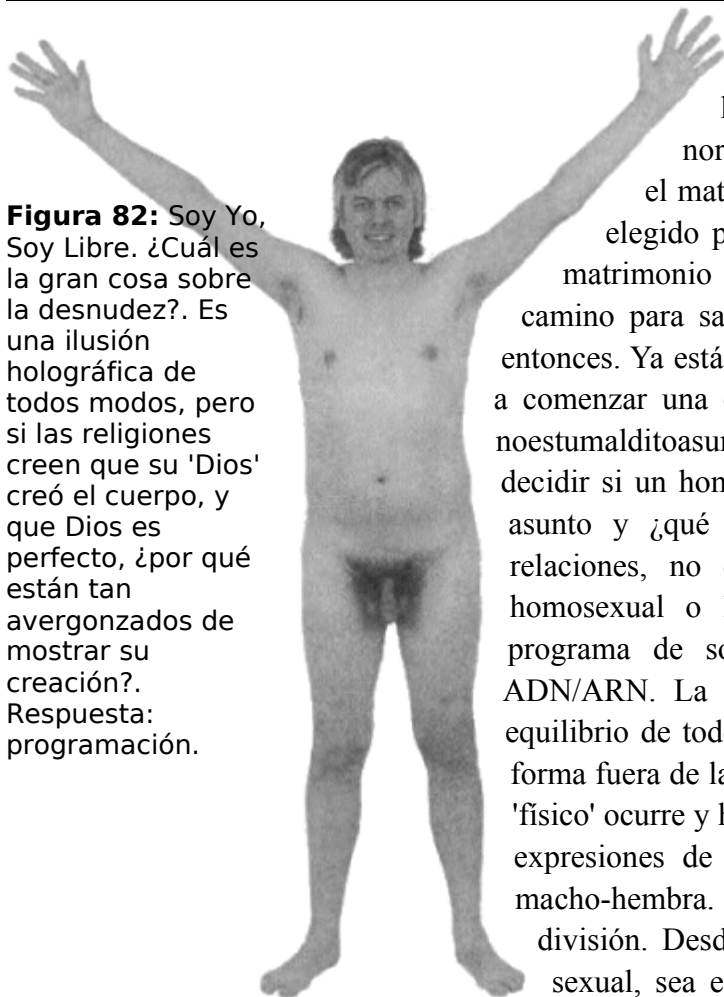 Figura 82: Soy Yo,
Soy Libre. ¿Cuál es
la gran cosa sobre
la desnudez?. Es
una ilusión
holográfica de
todos modos, pero
si las religiones
creen que su 'Dios'
creó el cuerpo, y
que Dios es
perfecto, ¿por qué
están tan
avergonzados de
mostrar su
creación?.
Respuesta:
programación.
nor
el mat
elegido p
matrimonio
camino para sa
entonces. Ya está
a comenzar una
noestumalditoasun
decidir si un hom
asunto y ¿qué
relaciones, no
homosexual o
programa de so
ADN/ARN. La
equilibrio de tod
forma fuera de la
'físico' ocurre y h
expresiones de
macho-hembra.
división. Desd
sexual, sea e